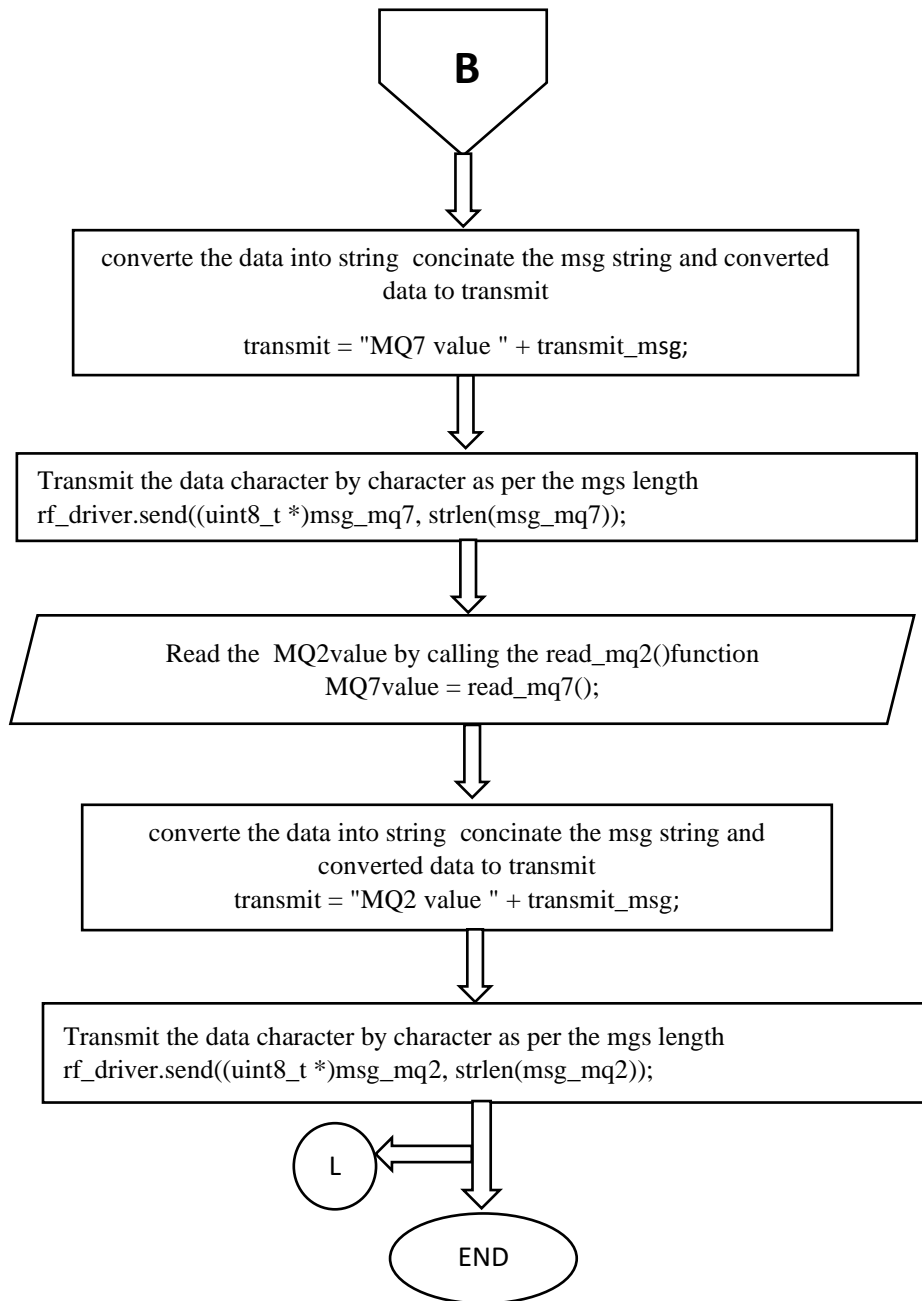 B
converte the data into string  concinate the msg string and converted
data to transmit
transmit = "MQ7 value " + transmit_msg;
Transmit the data character by character as per the mgs length
rf_driver.send((uint8_t *)msg_mq7, strlen(msg_mq7));
Read the  MQ2value by calling the read_mq2()function
MQ7value = read_mq7();
converte the data into string  concinate the msg string and
converted data to transmit
transmit = "MQ2 value " + transmit_msg;
Transmit the data character by character as per the mgs length
rf_driver.send((uint8_t *)msg_mq2, strlen(msg_mq2));
L
END